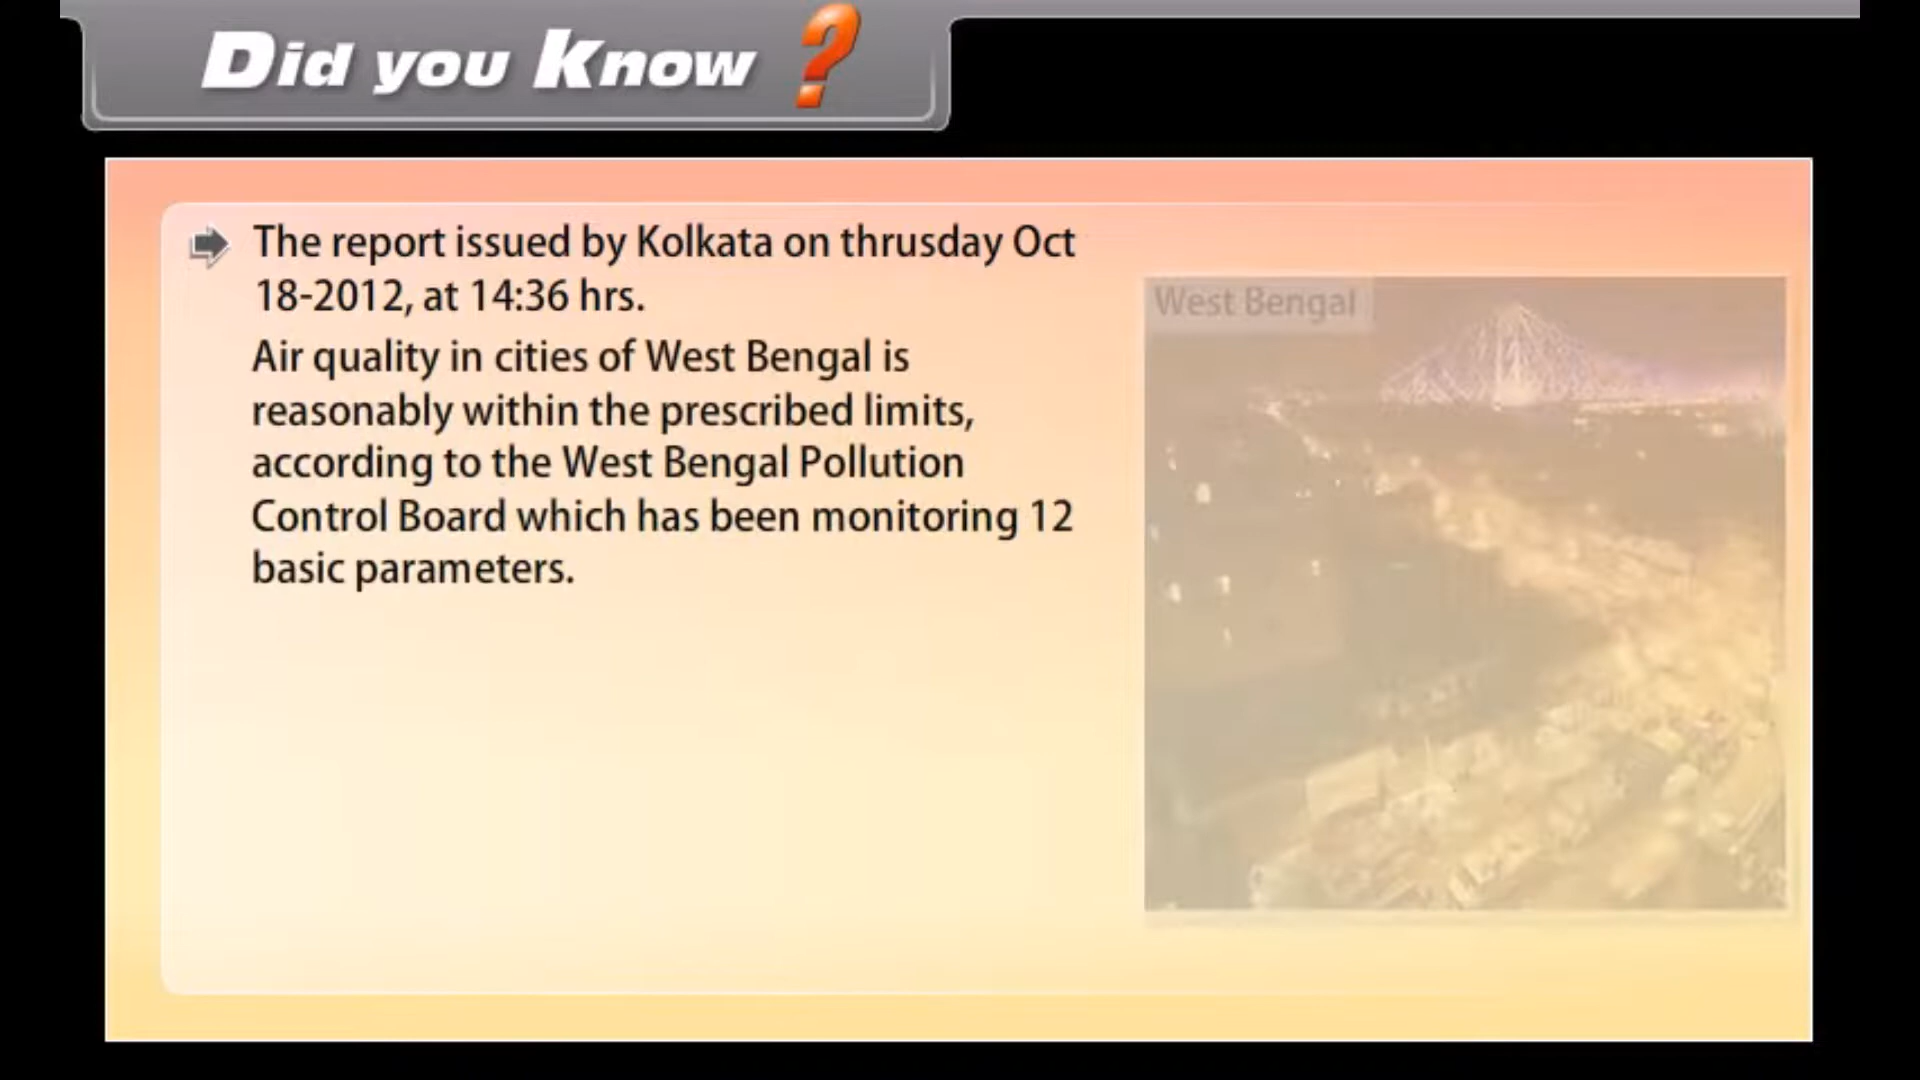 Did you Know ?
The report issued by Kolkata on thrusday Oct
18-2012, at 14:36 hrs.
Air quality in cities of West Bengal is
reasonably within the prescribed limits,
according to the West Bengal Pollution
Control Board which has been monitoring 12
basic parameters.
West Bengal